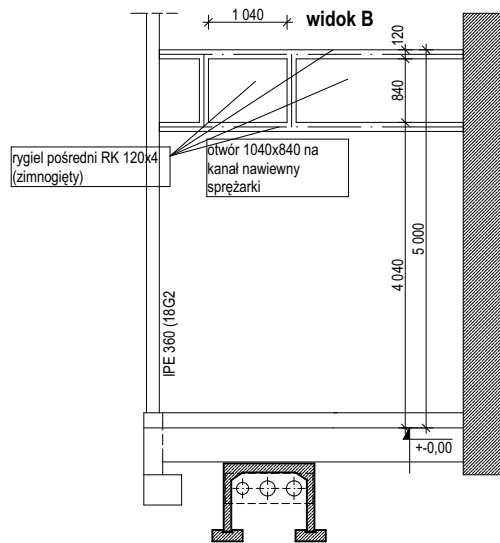 1 040
widok B
120
840
rygiel pośredni RK 120x4
(zimnogięty)
otwór 1040x840 na
kanał nawiewny
sprężarki
5 000
4 040
IPE 360 (18G2
+-0,00